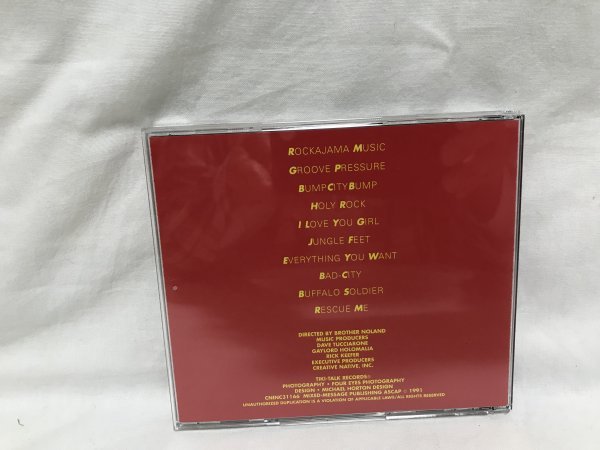 ROCKAJAMA MUSIC
GROOVE PRESSURE
BUMPCITYBUMP
HOLY ROCK
I LOVE YOU GIRL
JUNGLE FEET
EVERYTHING YOU WANT
BAD-CITY
BUFFALO SOLDIER
RESCUE ME
DIRECTED BY BROTHER NOLAND
MUSIC PRODUCERS
DAVE TUCCIARONE
GAYLORD HOLOMALIA
RICK KEEFER
EXECUTIVE PRODUCERS
CREATIVE NATIVE, INC.
TIKI-TALK RECORDS
PHOTOGRAPHY • FOUR EYES PHOTOGRAPHY
DESIGN • MICHAEL HORTON DESIGN
CNINC31166 MIXED-MESSAGE PUBLISHING ASCAP © 1991
UNAUTHORIZED DUPLICATION IS A VIOLATION OF APPLICABLE LAWS/ALL RIGHTS RESERVED